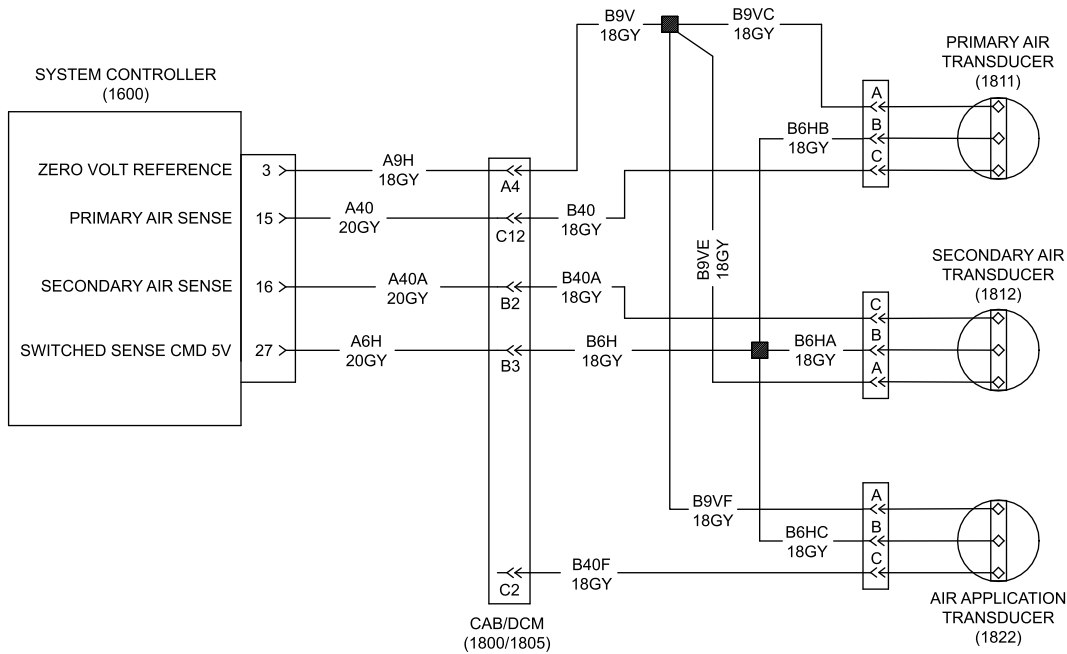 B9V
18GY
B9VC
18GY
PRIMARY AIR
TRANSDUCER
(1811)
SYSTEM CONTROLLER
(1600)
A
B
C
B6HB
18GY
ZERO VOLT REFERENCE
3
A9H
18GY
A4
PRIMARY AIR SENSE
15
A40
20GY
C12
B40
18GY
SECONDARY AIR SENSE
16
A40A
20GY
B2
B40A
18GY
B9VE
18GY
SECONDARY AIR
TRANSDUCER
(1812)
C
B
A
SWITCHED SENSE CMD 5V
27
A6H
20GY
B3
B6H
18GY
B6HA
18GY
B9VF
18GY
A
B
C
B6HC
18GY
B40F
18GY
C2
AIR APPLICATION
TRANSDUCER
(1822)
CAB/DCM
(1800/1805)